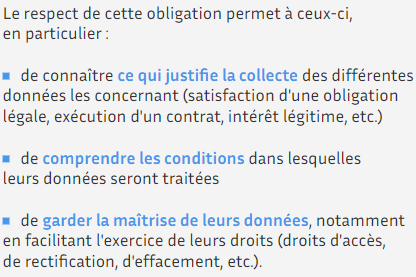 Le respect de cette obligation permet à ceux-ci,
en particulier :
de connaître ce qui justifie la collecte des différentes
données les concernant (satisfaction d'une obligation
légale, exécution d'un contrat, intérêt légitime, etc.)
de comprendre les conditions dans lesquelles
leurs données seront traitées
de garder la maîtrise de leurs données, notamment
en facilitant l'exercice de leurs droits (droits d'accès,
de rectification, d'effacement, etc.).